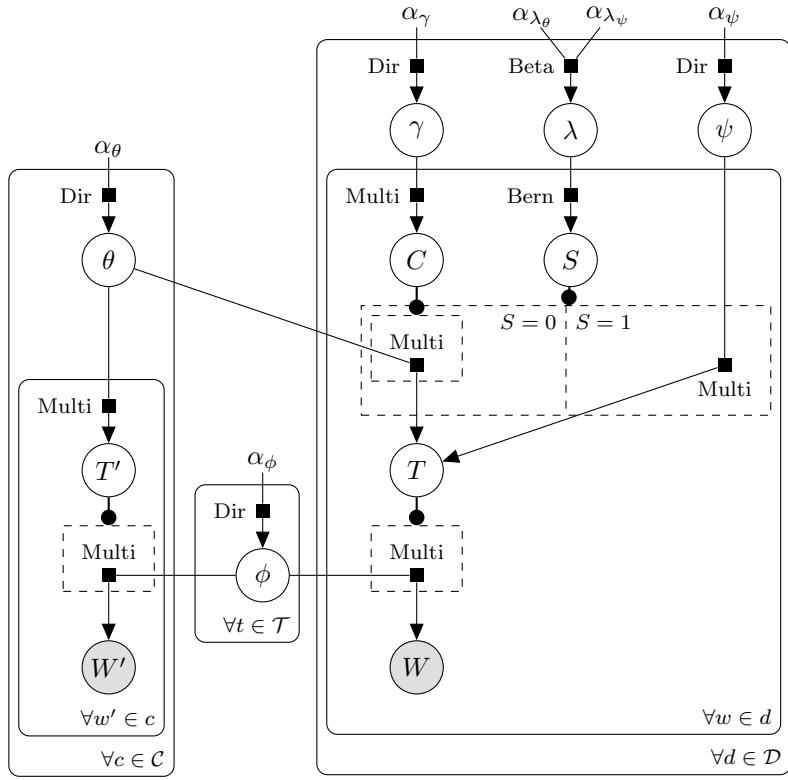 α_γ α_{λ_θ} α_{λ_ψ} α_ψ
Dir Beta Dir
γ λ ψ
α_θ
Dir Multi Bern
θ C S
S = 0 S = 1
Multi
Multi
Multi
T′ α_ϕ T
Dir
Multi Multi
ϕ
∀t ∈ 𝒯
W′ W
∀w′ ∈ c ∀w ∈ d
∀c ∈ 𝒞 ∀d ∈ 𝒟